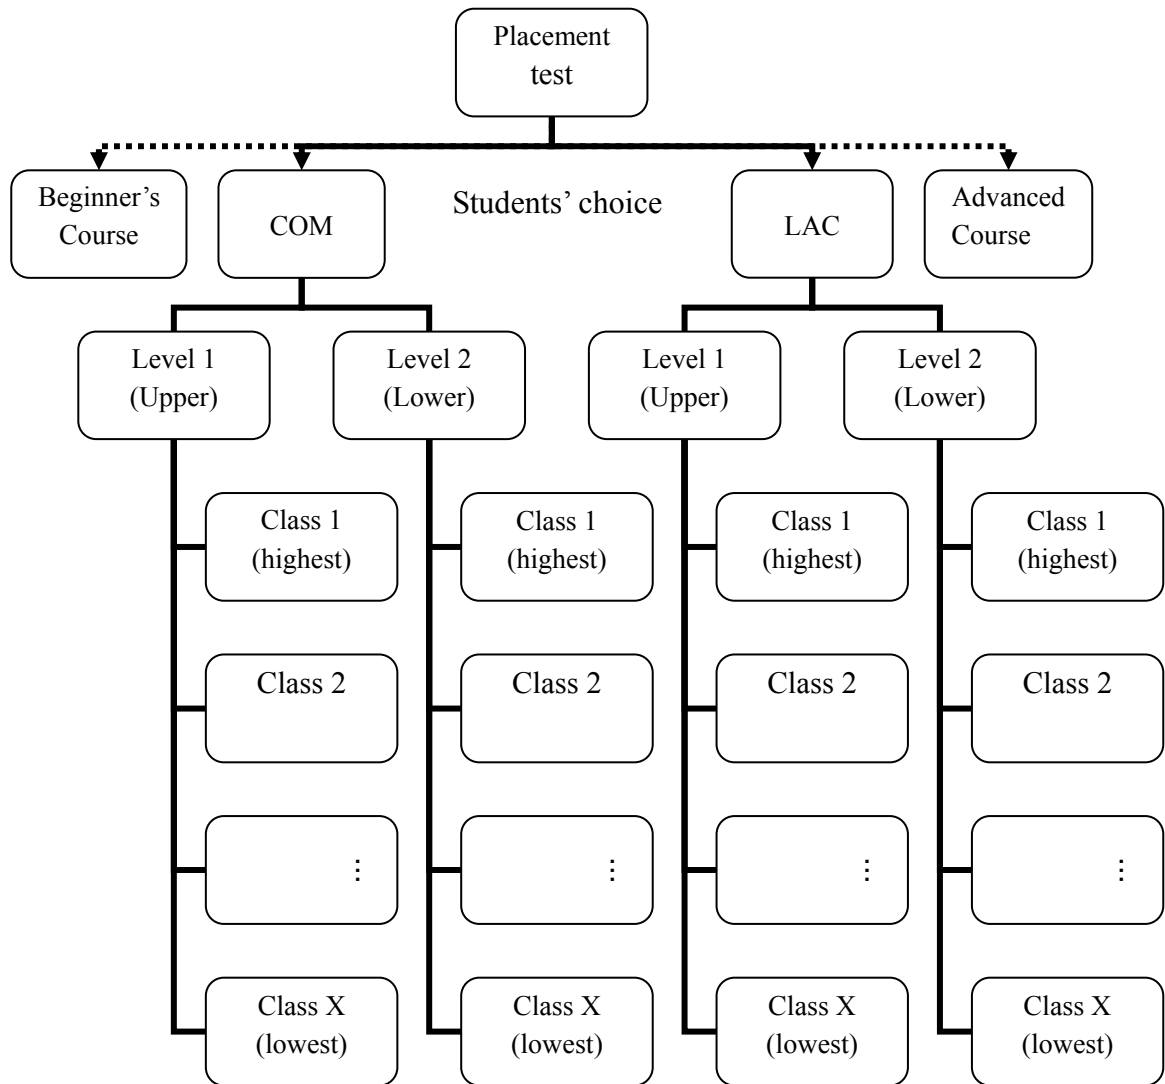 Placement
test
Beginner’s
Course
COM
Students’ choice
LAC
Advanced
Course
Level 1
(Upper)
Level 2
(Lower)
Level 1
(Upper)
Level 2
(Lower)
Class 1
(highest)
Class 1
(highest)
Class 1
(highest)
Class 1
(highest)
Class 2
Class 2
Class 2
Class 2
⋮
⋮
⋮
⋮
Class X
(lowest)
Class X
(lowest)
Class X
(lowest)
Class X
(lowest)